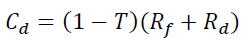 C_d = (1 − T)(R_f + R_d)